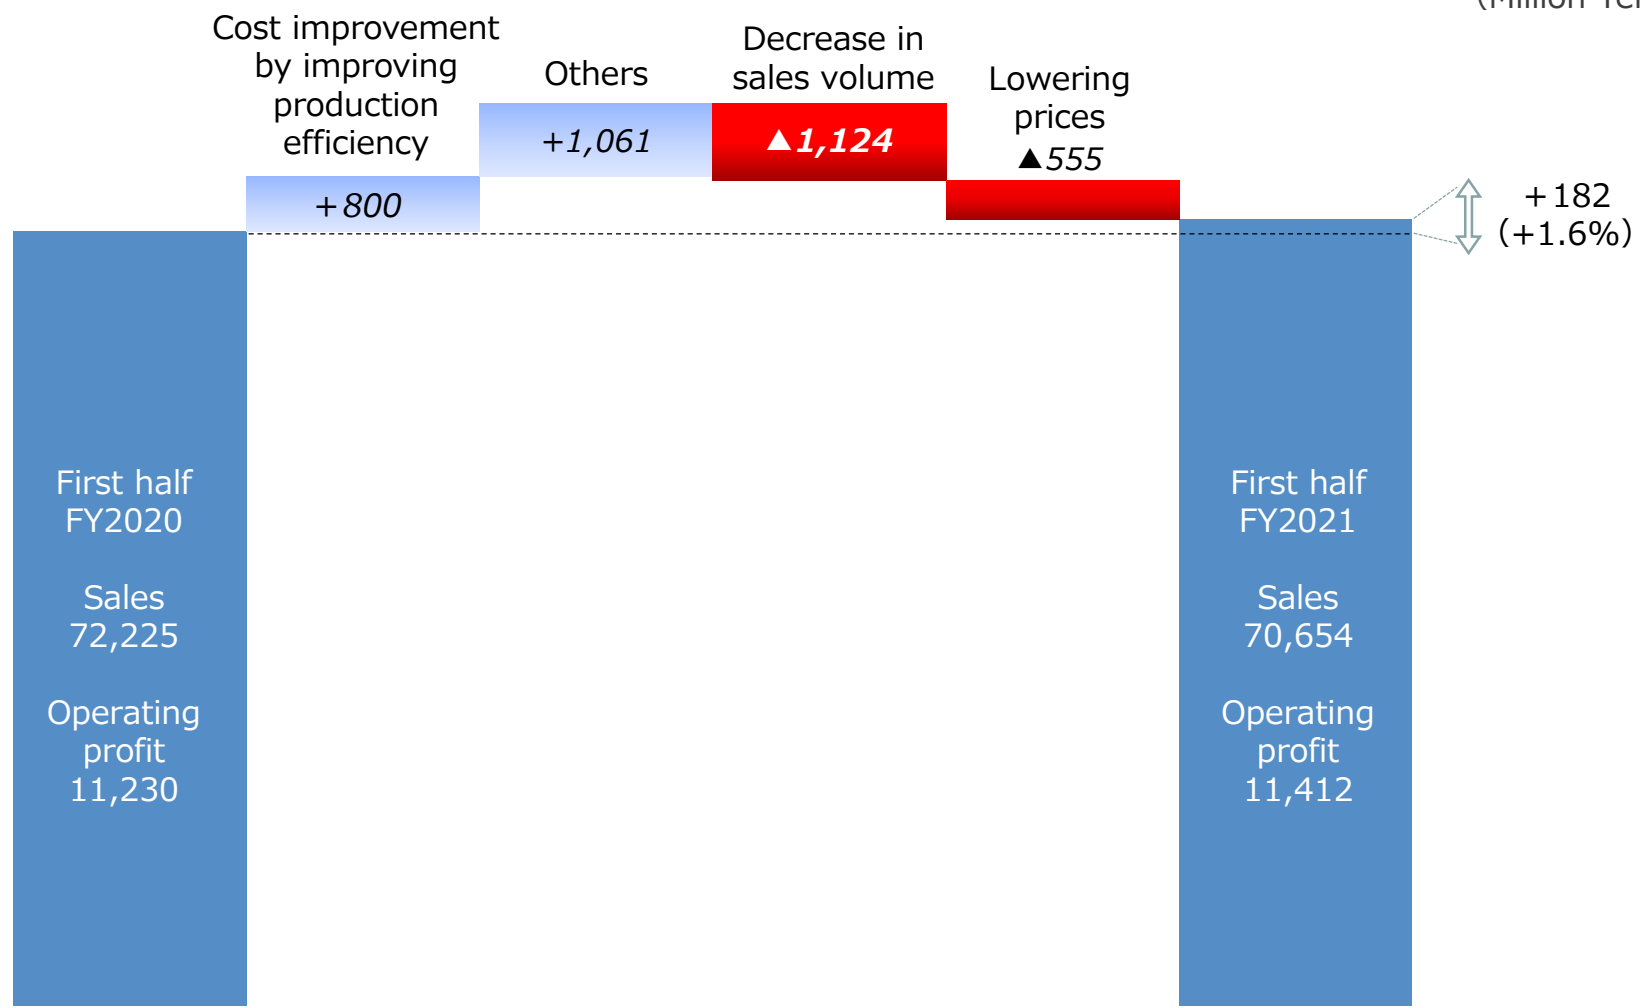 (Million Yen
Cost improvement
by improving
production
efficiency
+800
Others
+1,061
Decrease in
sales volume
▲1,124
Lowering
prices
▲555
+182
(+1.6%)
First half
FY2020
Sales
72,225
Operating
profit
11,230
First half
FY2021
Sales
70,654
Operating
profit
11,412